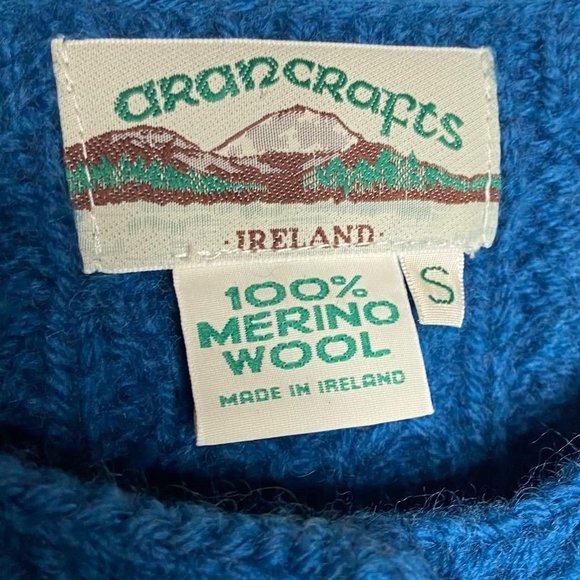 arancrafts
· IRELAND ·
S
100%
MERINO
WOOL
MADE IN IRELAND